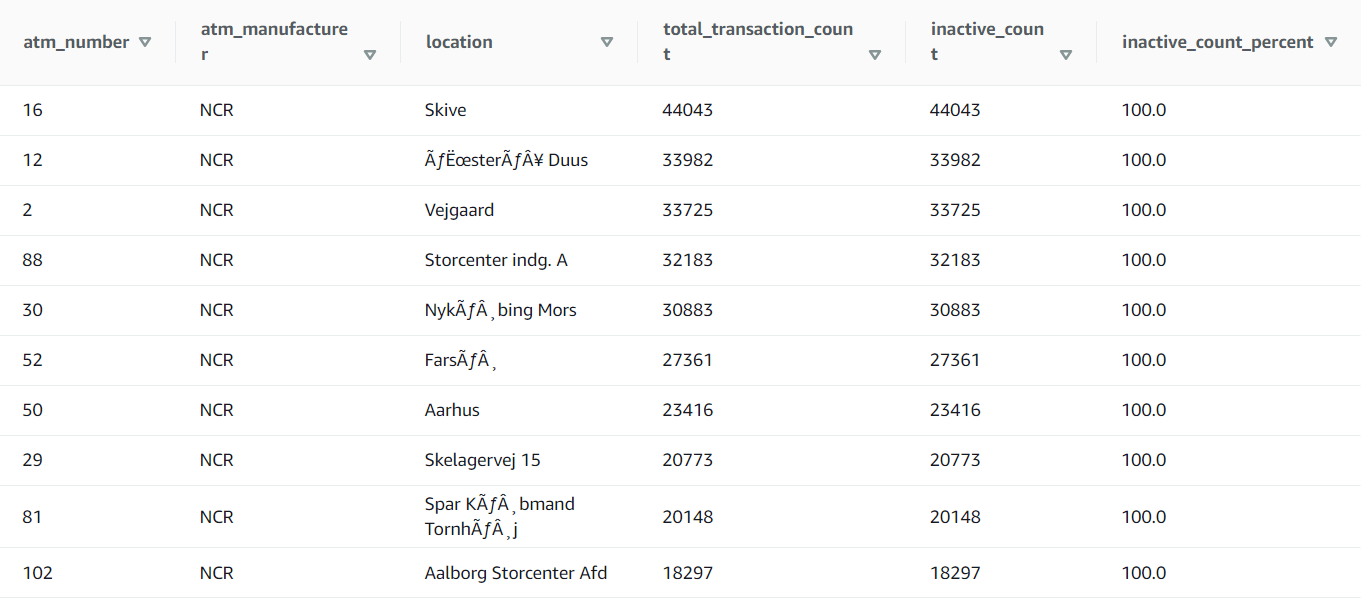 atm_number atm_manufacturer location total_transaction_count inactive_count inactive_count_percent
16 NCR Skive 44043 44043 100.0
12 NCR ÃƒËœsterÃƒÂ¥ Duus 33982 33982 100.0
2 NCR Vejgaard 33725 33725 100.0
88 NCR Storcenter indg. A 32183 32183 100.0
30 NCR NykÃƒÂ¸bing Mors 30883 30883 100.0
52 NCR FarsÃƒÂ¸ 27361 27361 100.0
50 NCR Aarhus 23416 23416 100.0
29 NCR Skelagervej 15 20773 20773 100.0
81 NCR Spar KÃƒÂ¸bmand TornhÃƒÂ¸j 20148 20148 100.0
102 NCR Aalborg Storcenter Afd 18297 18297 100.0